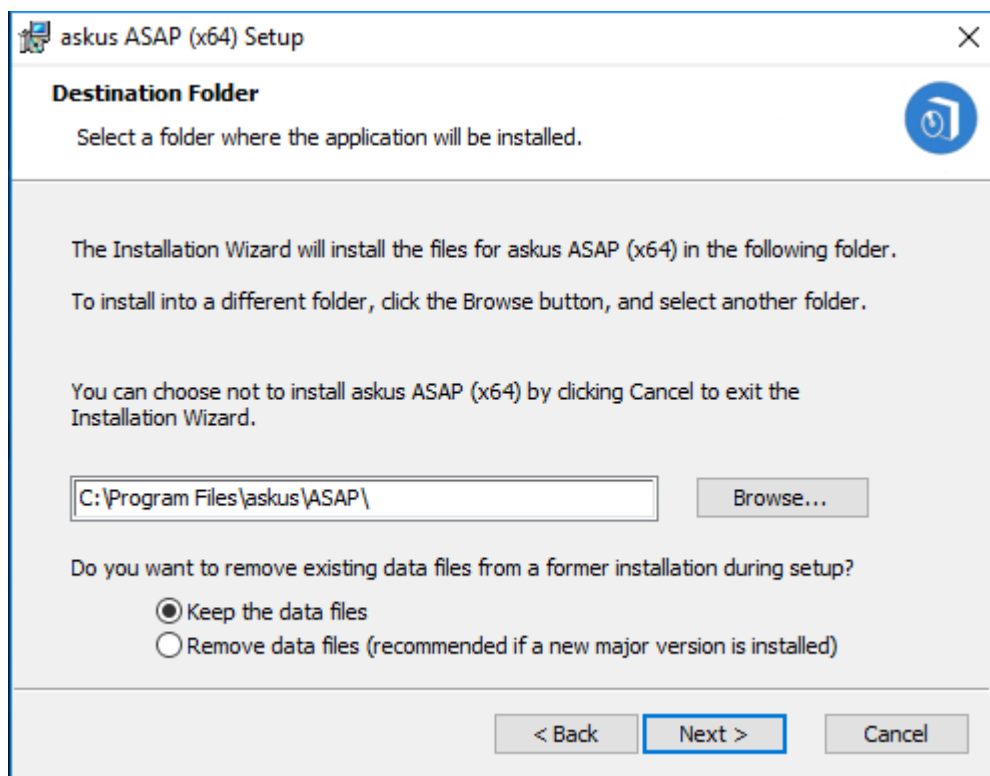 askus ASAP (x64) Setup
Destination Folder
Select a folder where the application will be installed.
The Installation Wizard will install the files for askus ASAP (x64) in the following folder.
To install into a different folder, click the Browse button, and select another folder.
You can choose not to install askus ASAP (x64) by clicking Cancel to exit the
Installation Wizard.
C:\Program Files\askus\ASAP\
Browse...
Do you want to remove existing data files from a former installation during setup?
Keep the data files
Remove data files (recommended if a new major version is installed)
< Back
Next >
Cancel